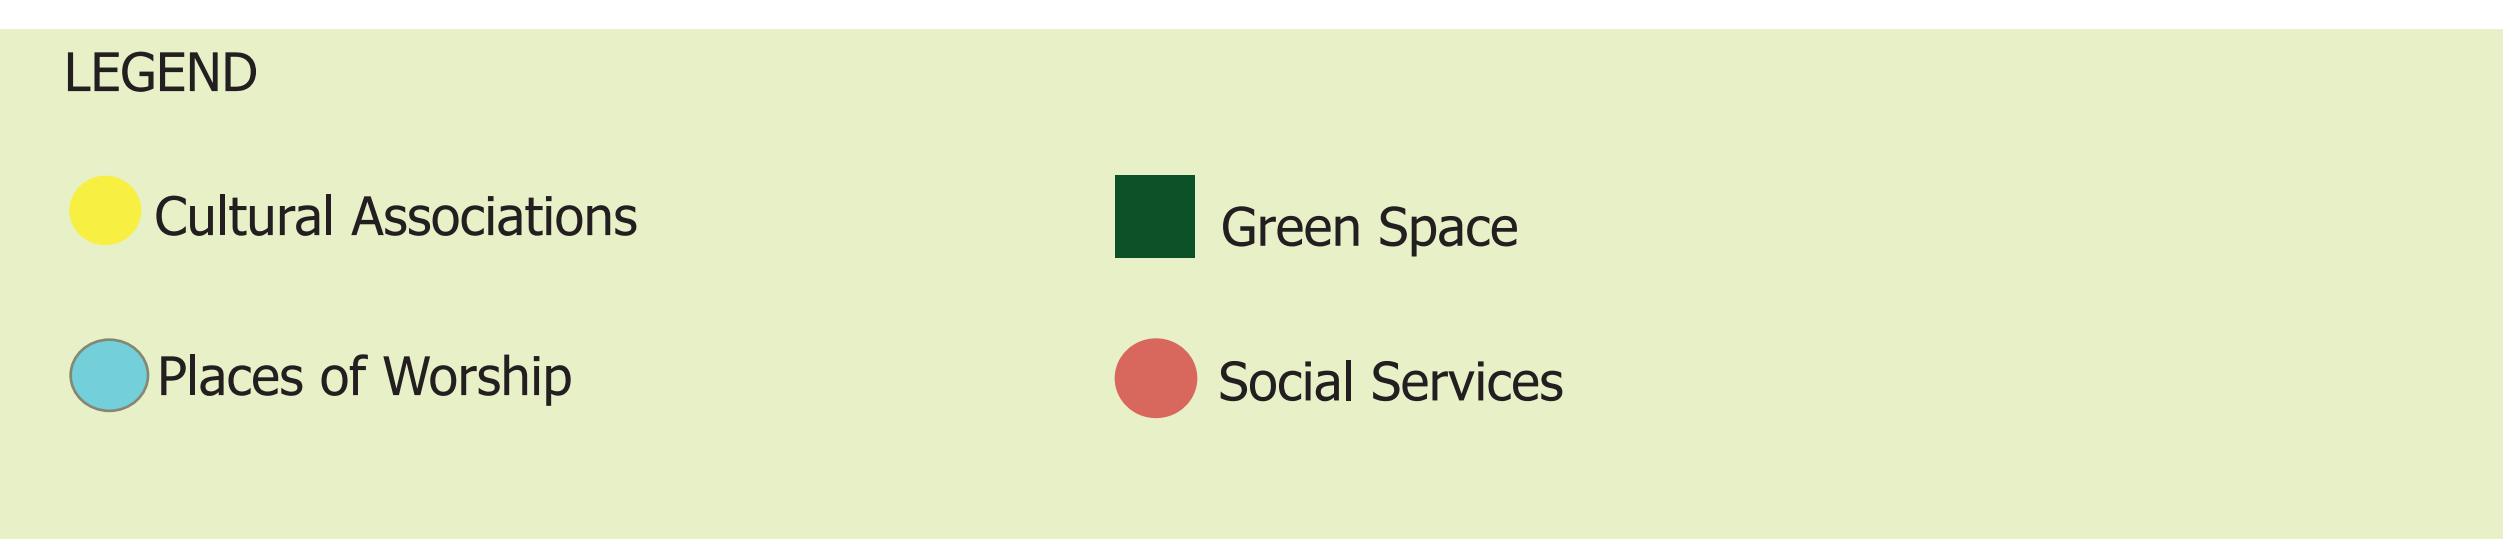 LEGEND
Cultural Associations
Green Space
Places of Worship
Social Services